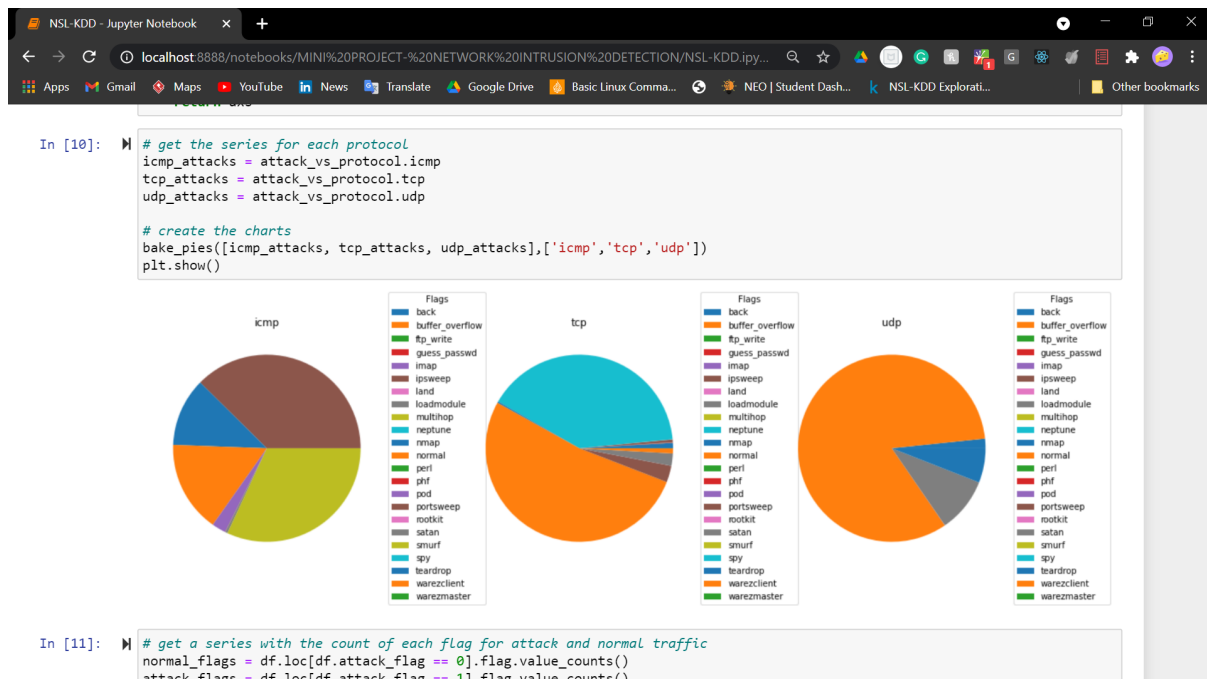 NSL-KDD - Jupyter Notebook
localhost:8888/notebooks/MINI%20PROJECT-%20NETWORK%20INTRUSION%20DETECTION/NSL-KDD.ipy...
Apps Gmail Maps YouTube News Translate Google Drive Basic Linux Comma... NEO | Student Dash... NSL-KDD Explorati... Other bookmarks
In [10]:
# get the series for each protocol
icmp_attacks = attack_vs_protocol.icmp
tcp_attacks = attack_vs_protocol.tcp
udp_attacks = attack_vs_protocol.udp
# create the charts
bake_pies([icmp_attacks, tcp_attacks, udp_attacks],['icmp','tcp','udp'])
plt.show()
icmp
Flags
back
buffer_overflow
ftp_write
guess_passwd
imap
ipsweep
land
loadmodule
multihop
neptune
nmap
normal
perl
phf
pod
portsweep
rootkit
satan
smurf
spy
teardrop
warezclient
warezmaster
tcp
Flags
back
buffer_overflow
ftp_write
guess_passwd
imap
ipsweep
land
loadmodule
multihop
neptune
nmap
normal
perl
phf
pod
portsweep
rootkit
satan
smurf
spy
teardrop
warezclient
warezmaster
udp
Flags
back
buffer_overflow
ftp_write
guess_passwd
imap
ipsweep
land
loadmodule
multihop
neptune
nmap
normal
perl
phf
pod
portsweep
rootkit
satan
smurf
spy
teardrop
warezclient
warezmaster
In [11]:
# get a series with the count of each flag for attack and normal traffic
normal_flags = df.loc[df.attack_flag == 0].flag.value_counts()
attack_flags = df.loc[df.attack_flag == 1].flag.value_counts()